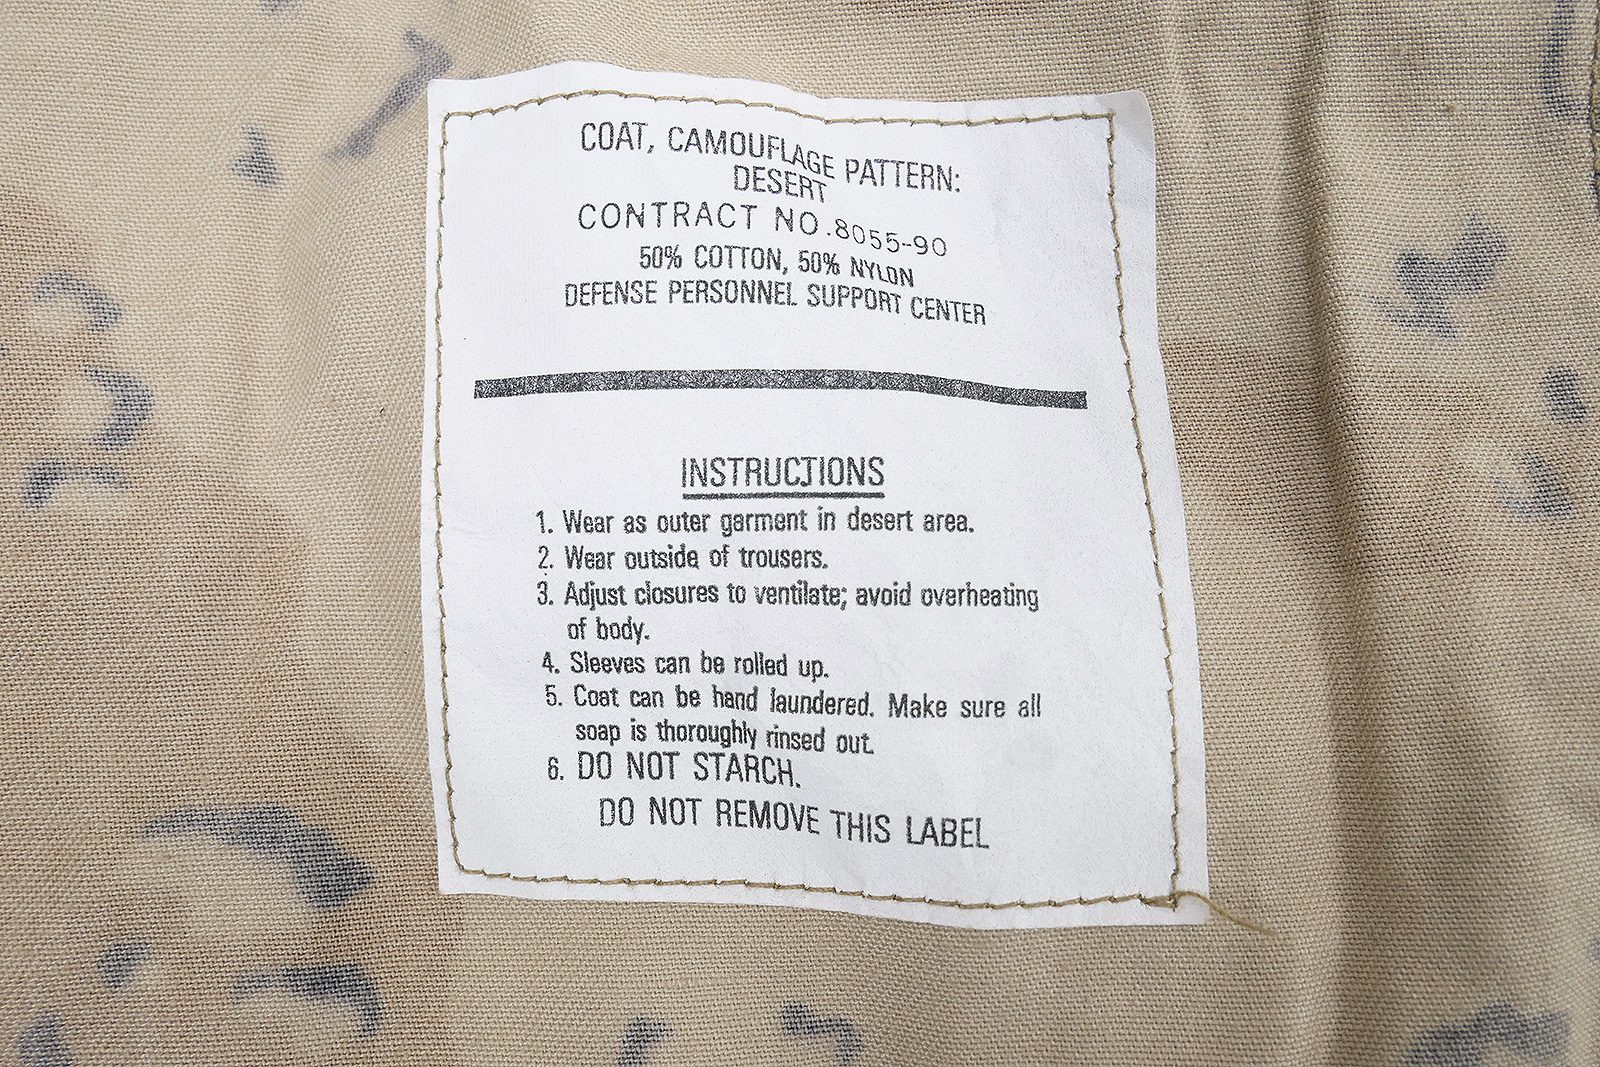 COAT, CAMOUFLAGE PATTERN:
DESERT
CONTRACT NO.8055-90
50% COTTON, 50% NYLON
DEFENSE PERSONNEL SUPPORT CENTER
INSTRUCTIONS
1. Wear as outer garment in desert area.
2. Wear outside of trousers.
3. Adjust closures to ventilate; avoid overheating
of body.
4. Sleeves can be rolled up.
5. Coat can be hand laundered. Make sure all
soap is thoroughly rinsed out.
6. DO NOT STARCH.
DO NOT REMOVE THIS LABEL